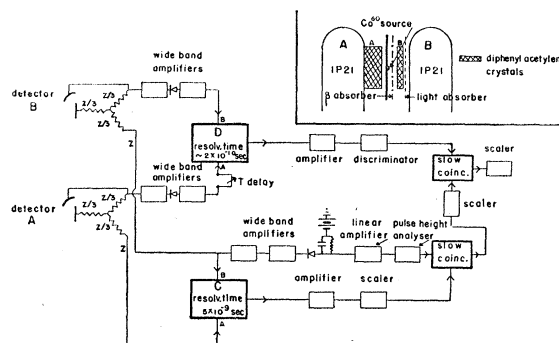 Co60 source
A
A
B
B
1P21
1P21
diphenyl acetylene
crystals
β absorber
light absorber
wide band
amplifiers
detector
B
Z/3
Z/3
Z/3
Z
B
D
resolv. time
~ 2×10-10 sec
A
amplifier
discriminator
slow
coinc.
scaler
wide band
amplifiers
T delay
detector
A
Z/3
Z/3
Z/3
Z
scaler
wide band
amplifiers
linear
amplifier
pulse height
analyser
slow
coinc.
B
C
resolv. time
5×10-9 sec
A
amplifier
scaler